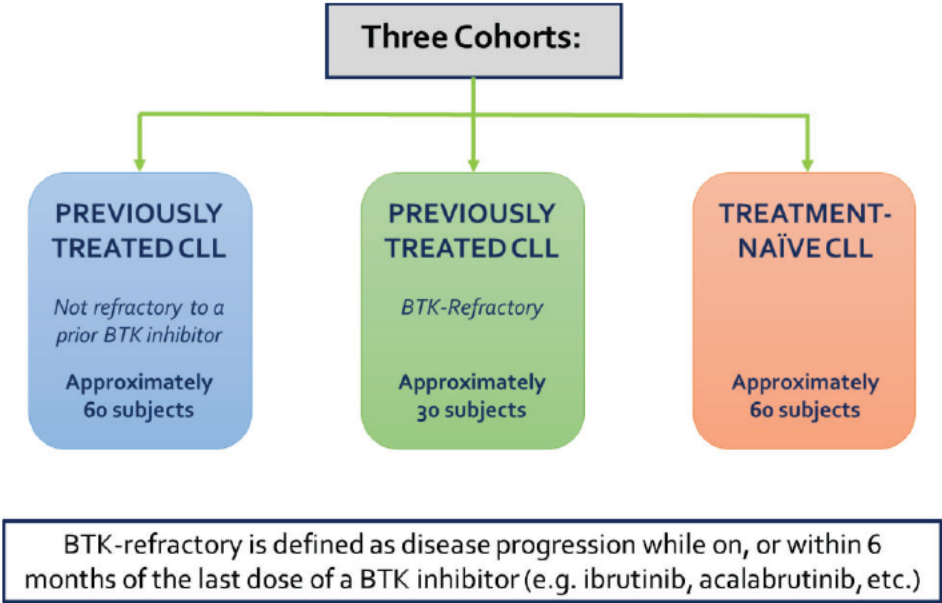 Three Cohorts:
PREVIOUSLY
TREATED CLL
Not refractory to a
prior BTK inhibitor
Approximately
60 subjects
PREVIOUSLY
TREATED CLL
BTK-Refractory
Approximately
30 subjects
TREATMENT-
NAÏVE CLL
Approximately
60 subjects
BTK-refractory is defined as disease progression while on, or within 6
months of the last dose of a BTK inhibitor (e.g. ibrutinib, acalabrutinib, etc.)